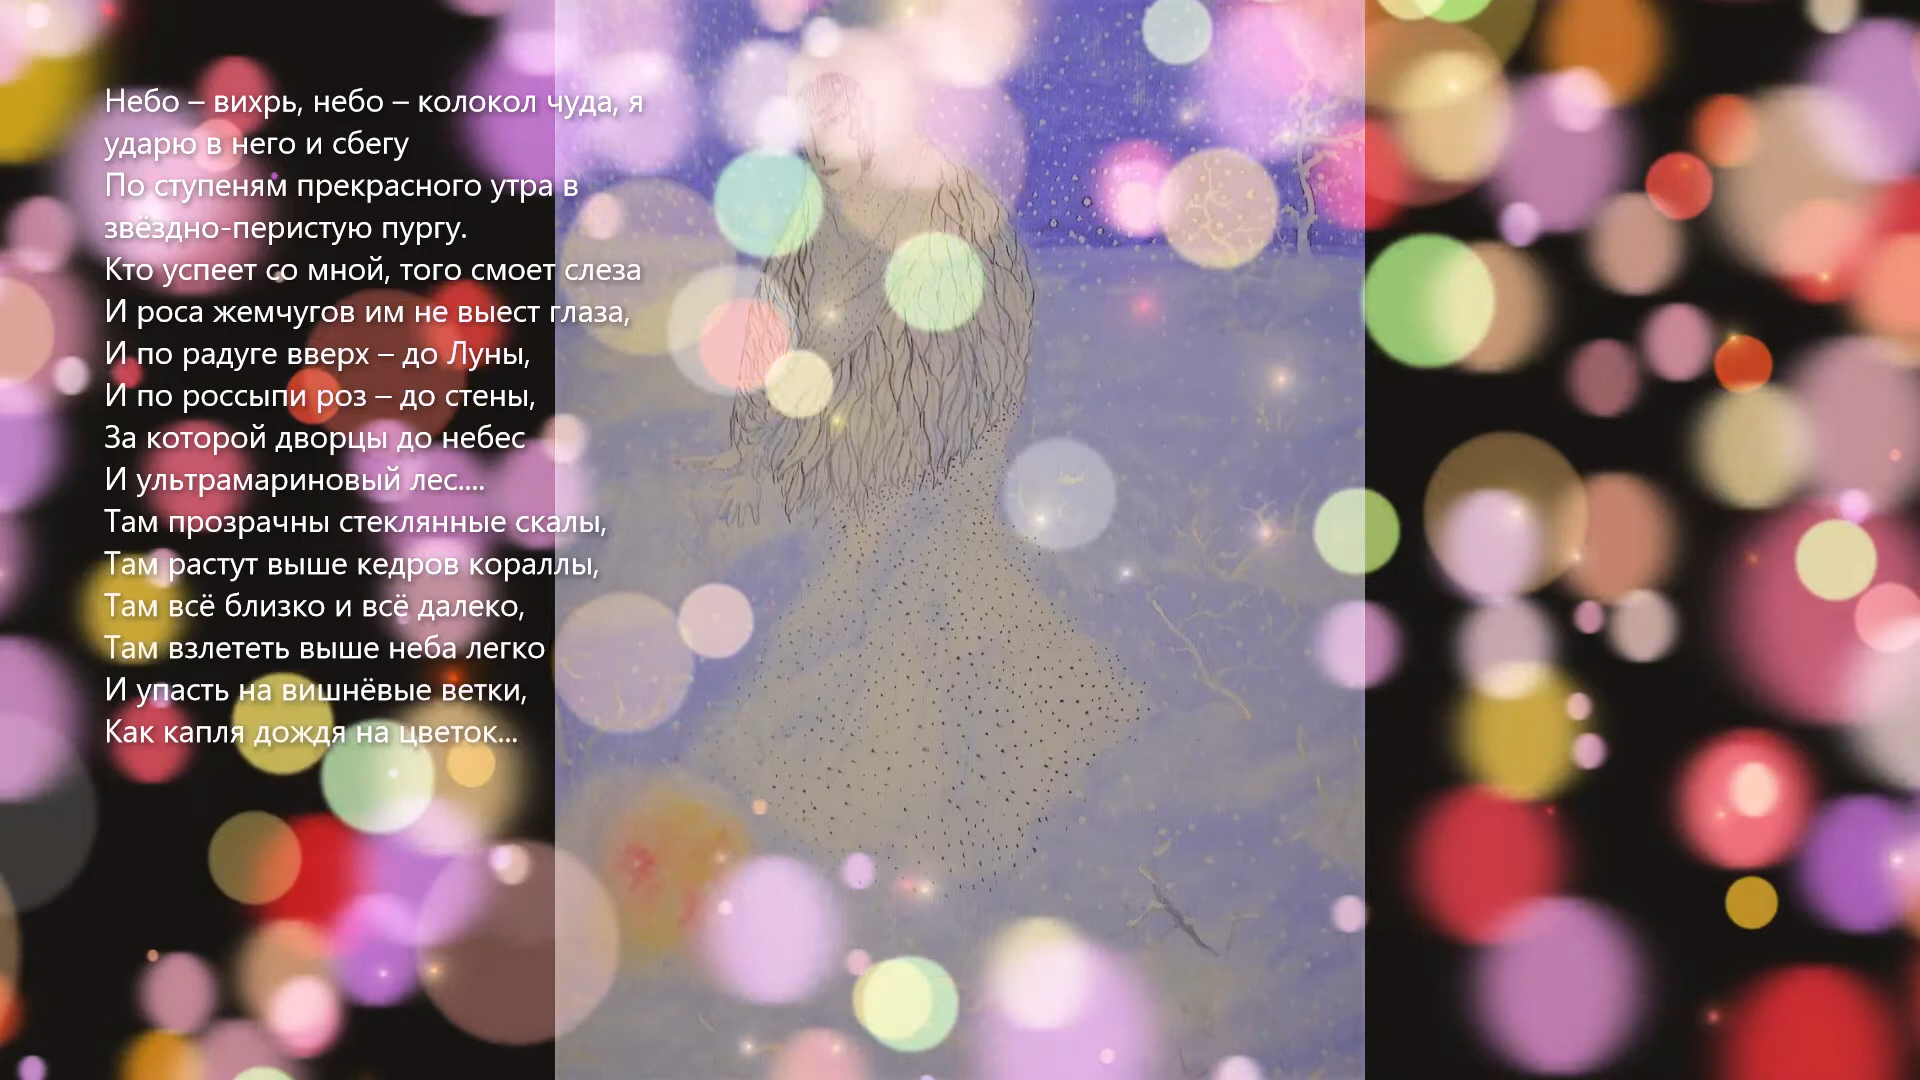 Небо – вихрь, небо – колокол чуда, я
ударю в него и сбегу
По ступеням прекрасного утра в
звёздно-перистую пургу.
Кто успеет со мной, того смоет слеза
И роса жемчугов им не выест глаза,
И по радуге вверх – до Луны,
И по россыпи роз – до стены,
За которой дворцы до небес
И ультрамариновый лес....
Там прозрачны стеклянные скалы,
Там растут выше кедров кораллы,
Там всё близко и всё далеко,
Там взлететь выше неба легко
И упасть на вишнёвые ветки,
Как капля дождя на цветок...